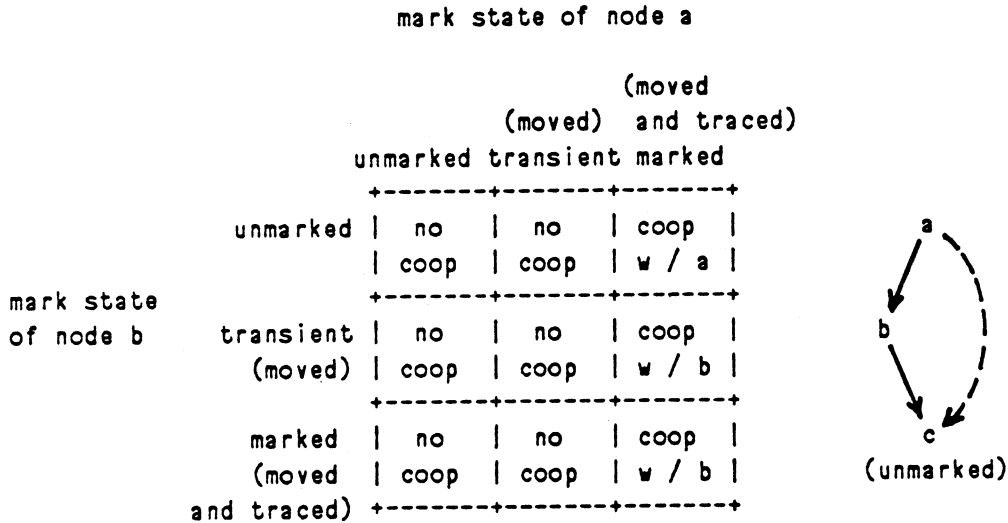 mark state of node a
(moved
(moved) and traced)
unmarked transient marked
+-------+-------+-------+
unmarked | no | no | coop |
| coop | coop | w / a |
+-------+-------+-------+
mark state
of node b
transient | no | no | coop |
(moved) | coop | coop | w / b |
+-------+-------+-------+
marked | no | no | coop |
(moved | coop | coop | w / b |
and traced) +-------+-------+-------+
a
b
c
(unmarked)